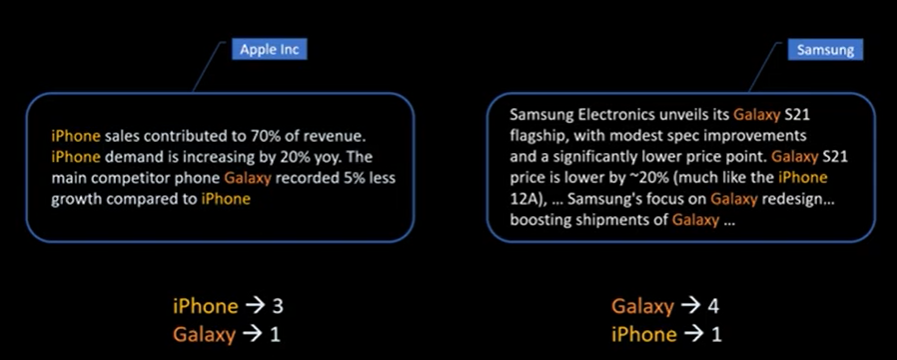 Apple Inc
iPhone sales contributed to 70% of revenue.
iPhone demand is increasing by 20% yoy. The
main competitor phone Galaxy recorded 5% less
growth compared to iPhone
iPhone → 3
Galaxy → 1
Samsung
Samsung Electronics unveils its Galaxy S21
flagship, with modest spec improvements
and a significantly lower price point. Galaxy S21
price is lower by ~20% (much like the iPhone
12A), ... Samsung's focus on Galaxy redesign...
boosting shipments of Galaxy ...
Galaxy → 4
iPhone → 1